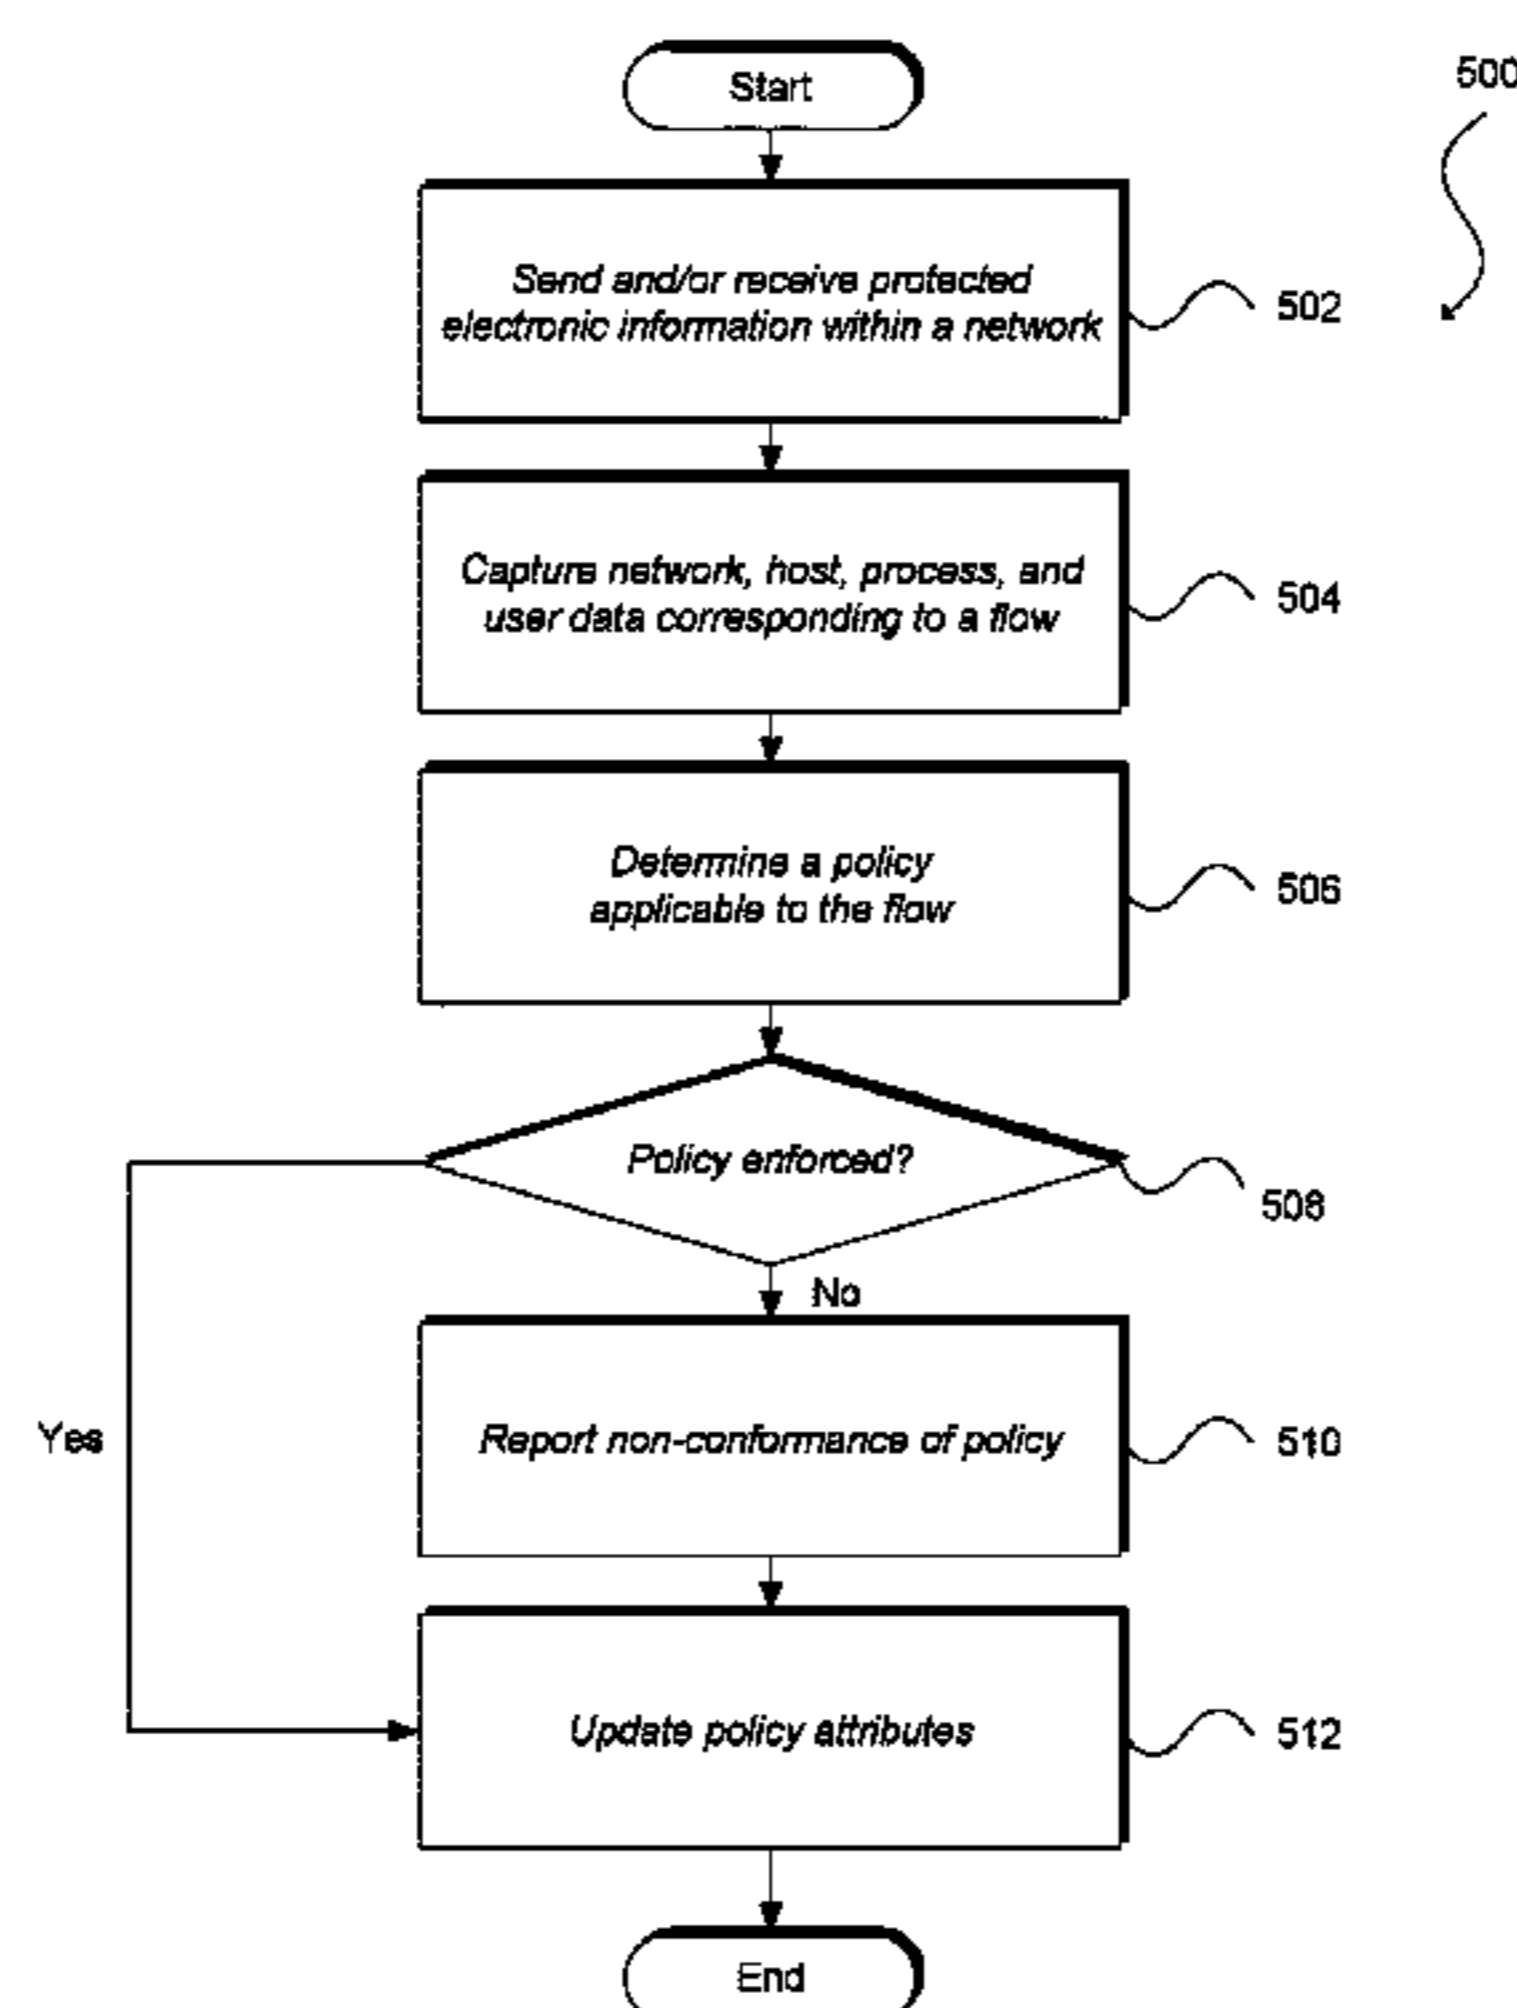 Start
500
Send and/or receive protected
electronic information within a network
502
Capture network, host, process, and
user data corresponding to a flow
504
Determine a policy
applicable to the flow
506
Policy enforced?
508
No
Yes
Report non-conformance of policy
510
Update policy attributes
512
End